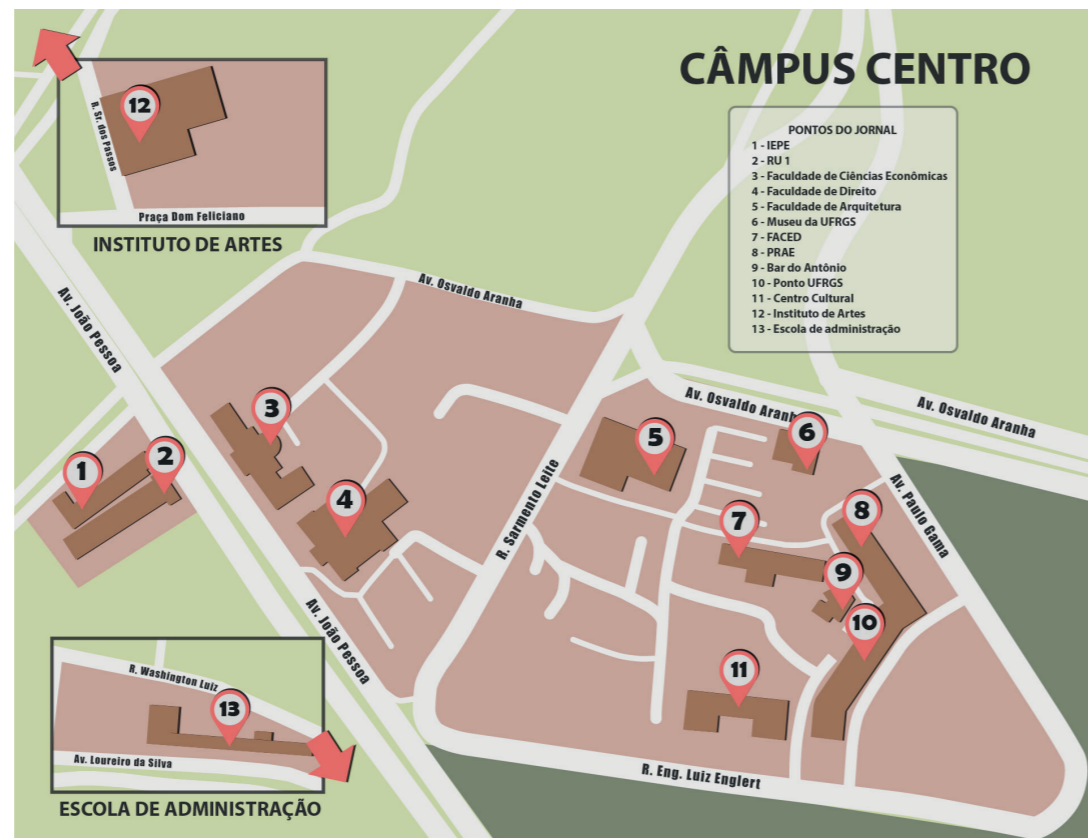 CÂMPUS CENTRO
PONTOS DO JORNAL
1 - IEPE
2 - RU 1
3 - Faculdade de Ciências Econômicas
4 - Faculdade de Direito
5 - Faculdade de Arquitetura
6 - Museu da UFRGS
7 - FACED
8 - PRAE
9 - Bar do Antônio
10 - Ponto UFRGS
11 - Centro Cultural
12 - Instituto de Artes
13 - Escola de administração
12
R. Sr. dos Passos
Praça Dom Feliciano
INSTITUTO DE ARTES
Av. Osvaldo Aranha
Av. João Pessoa
Av. Osvaldo Aranha
Av. Osvaldo Aranha
3
5
6
1
2
4
R. Sarmento Leite
7
8
Av. Paulo Gama
9
10
Av. João Pessoa
11
R. Washington Luiz
13
Av. Loureiro da Silva
R. Eng. Luiz Englert
ESCOLA DE ADMINISTRAÇÃO